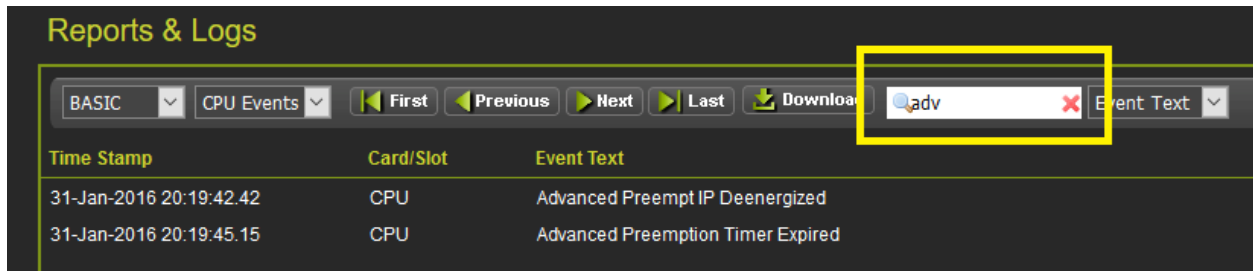 Reports & Logs
BASIC CPU Events First Previous Next Last Download adv Event Text
Time Stamp Card/Slot Event Text
31-Jan-2016 20:19:42.42 CPU Advanced Preempt IP Deenergized
31-Jan-2016 20:19:45.15 CPU Advanced Preemption Timer Expired